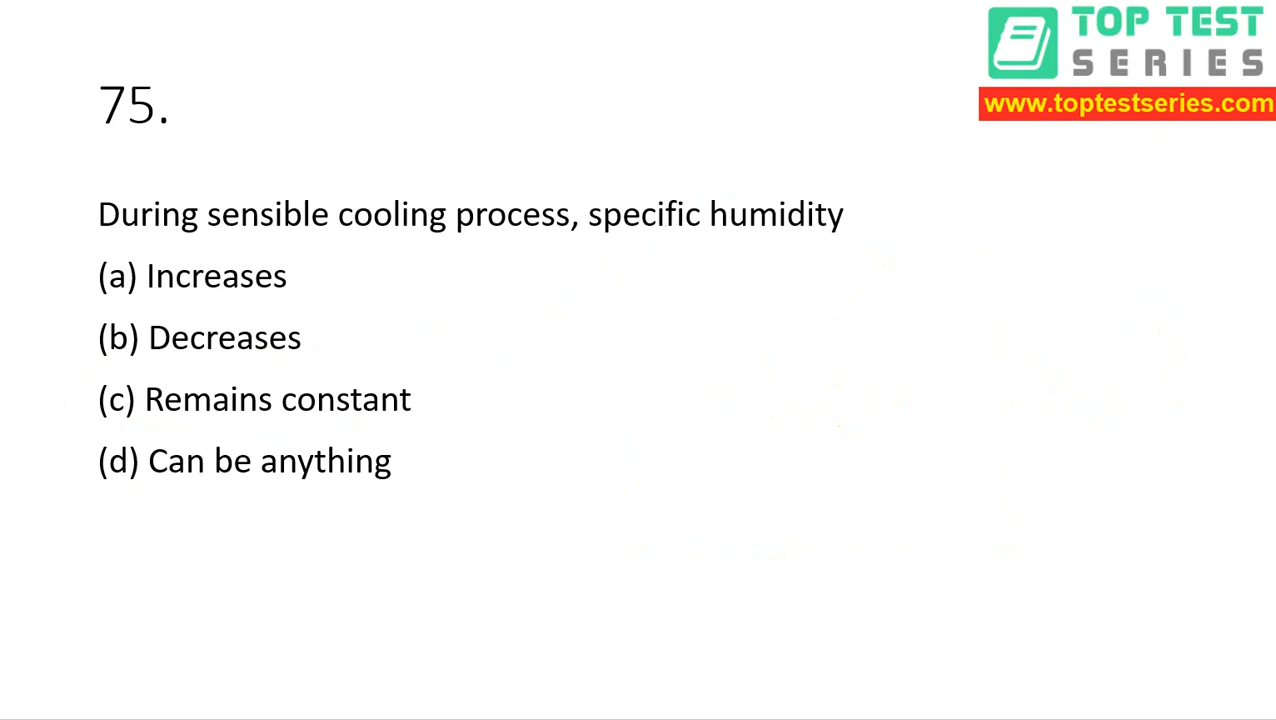 TOP TEST
SERIES
www.toptestseries.com
75.
During sensible cooling process, specific humidity
(a) Increases
(b) Decreases
(c) Remains constant
(d) Can be anything